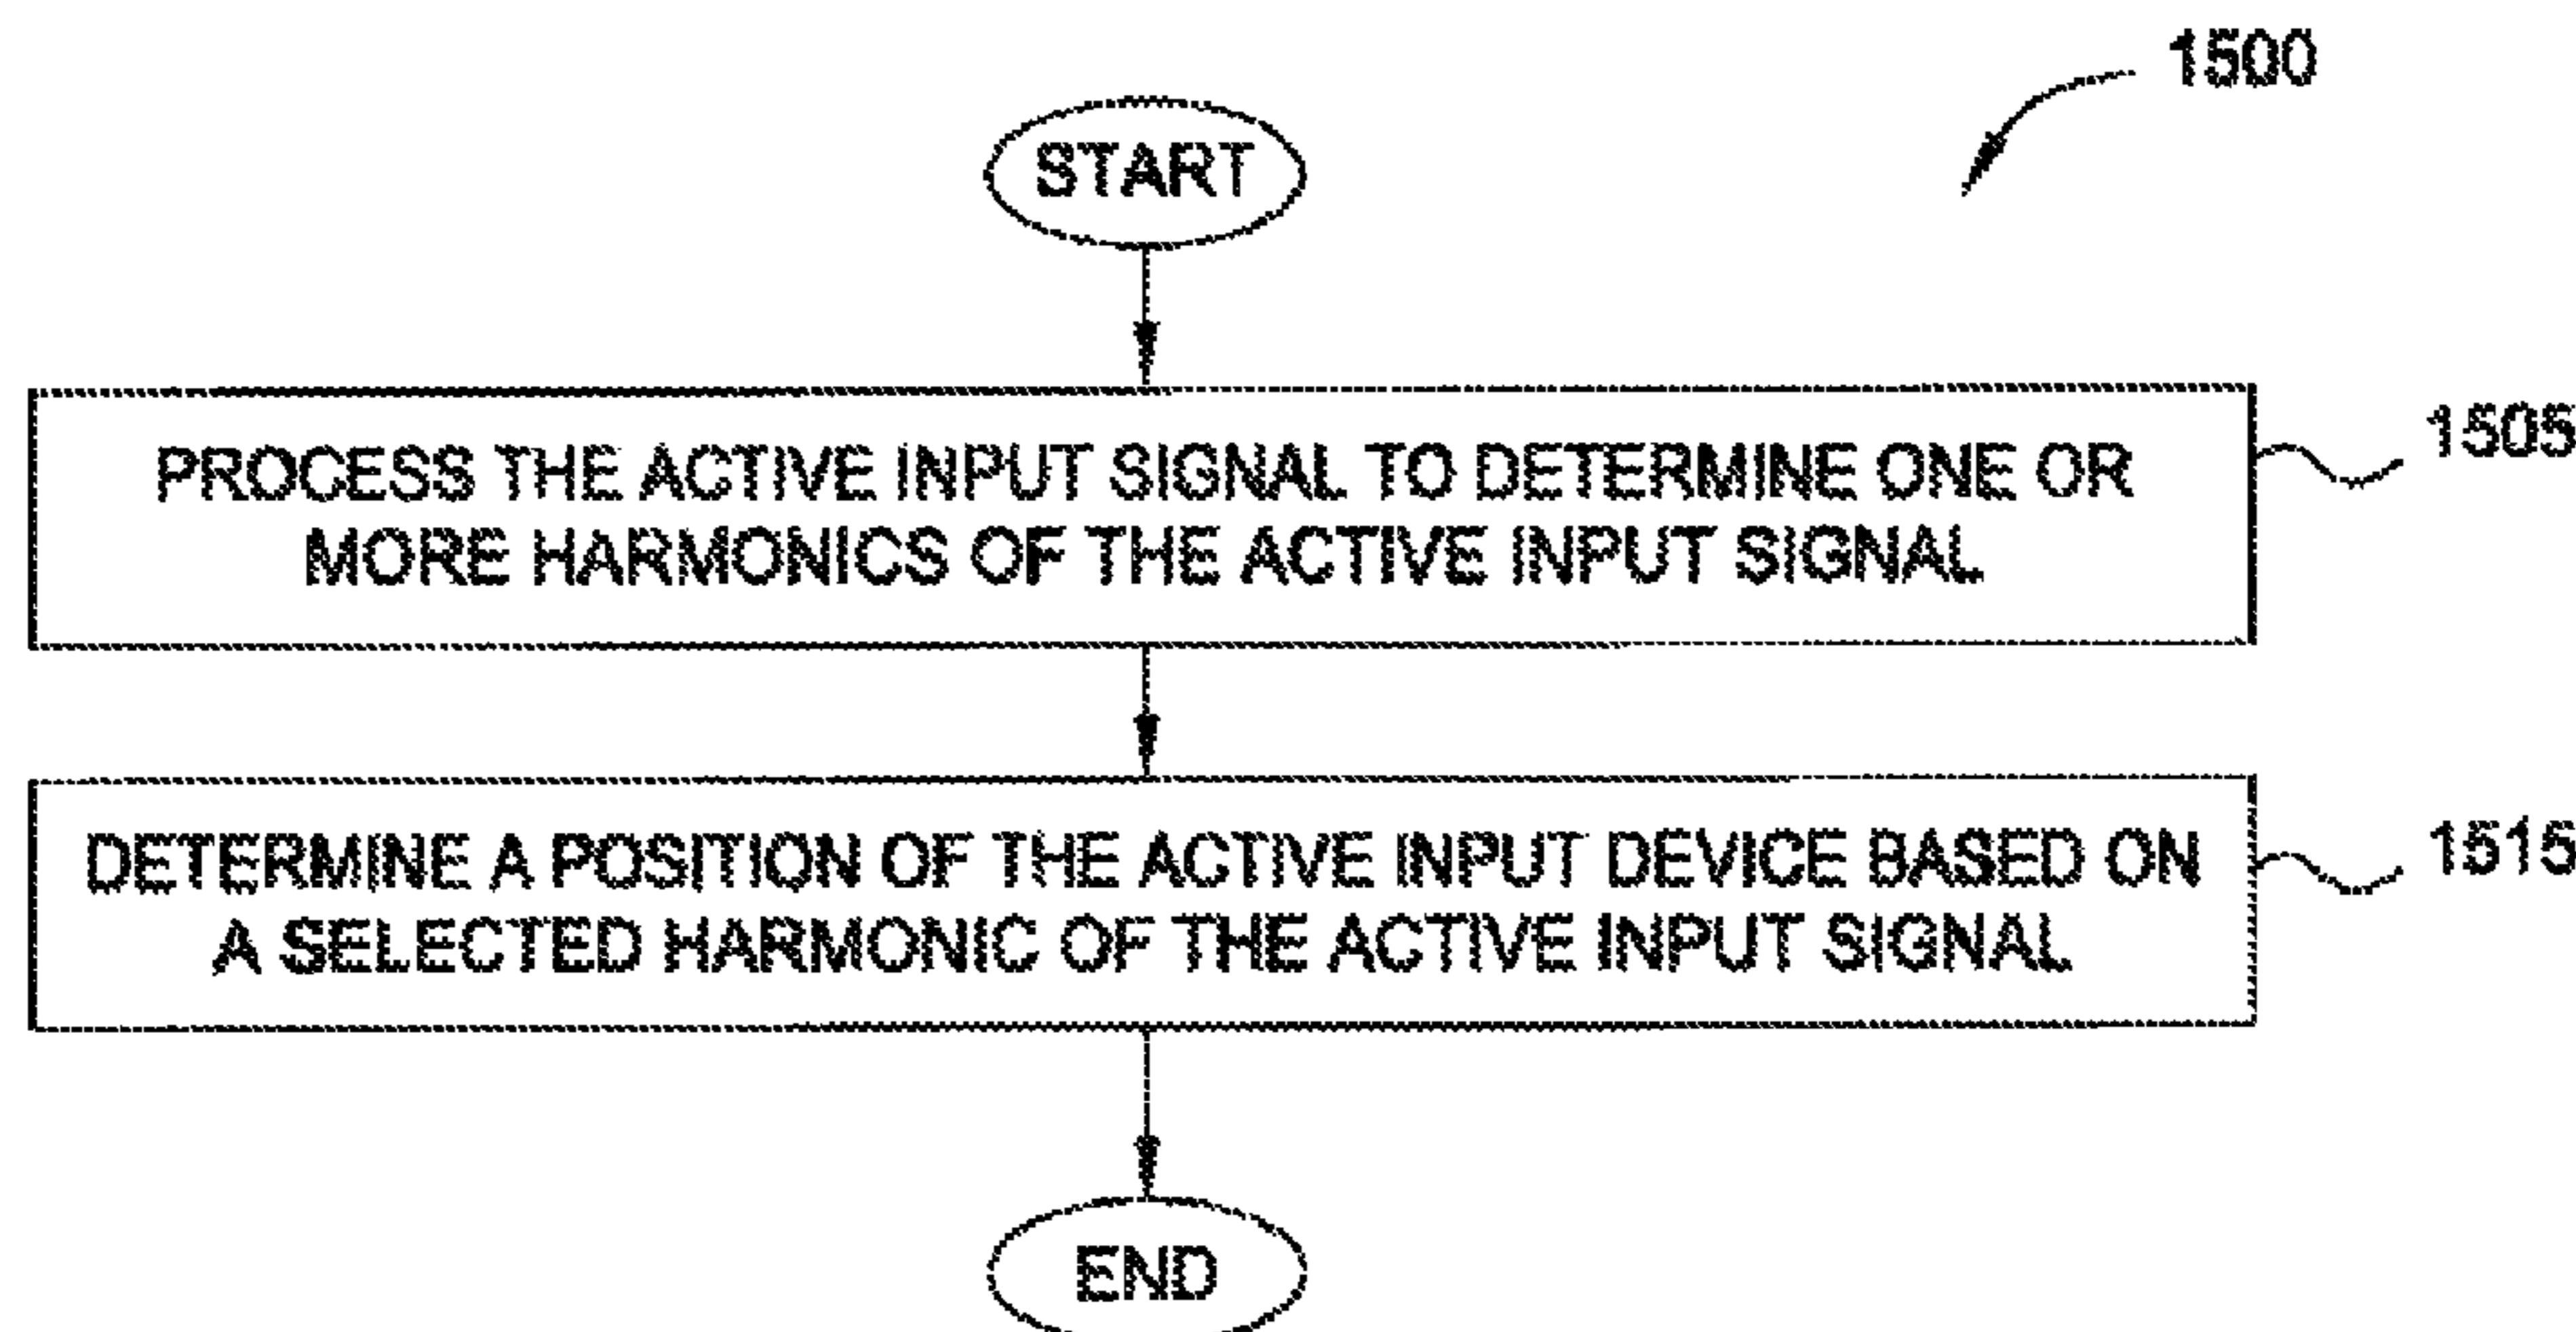 1500
START
PROCESS THE ACTIVE INPUT SIGNAL TO DETERMINE ONE OR
MORE HARMONICS OF THE ACTIVE INPUT SIGNAL
1505
DETERMINE A POSITION OF THE ACTIVE INPUT DEVICE BASED ON
A SELECTED HARMONIC OF THE ACTIVE INPUT SIGNAL
1515
END